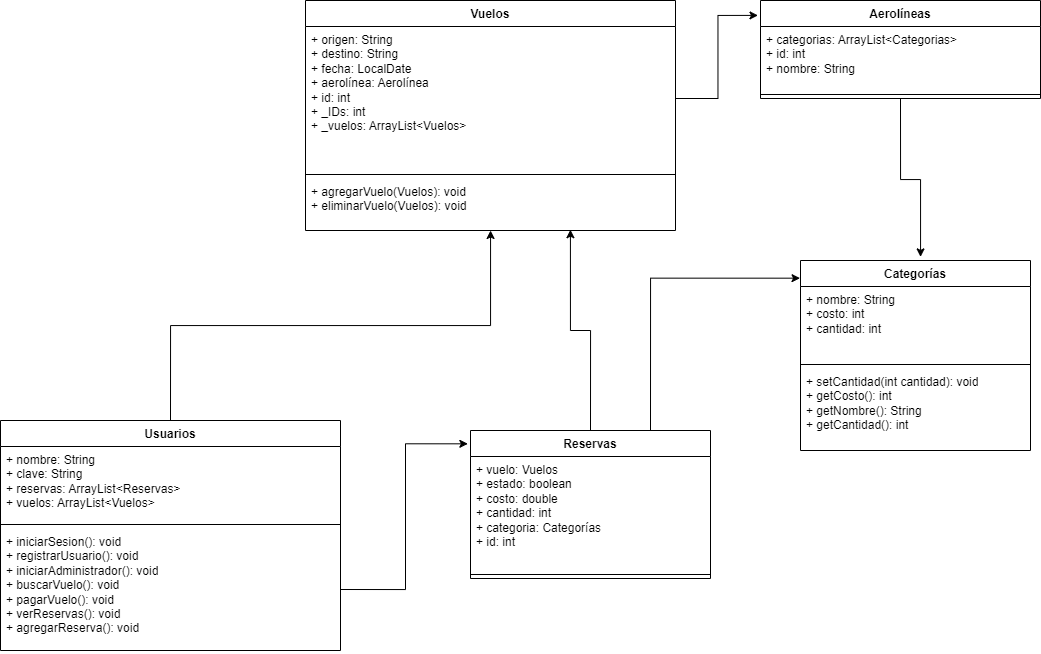 Vuelos
+ origen: String
+ destino: String
+ fecha: LocalDate
+ aerolínea: Aerolínea
+ id: int
+ _IDs: int
+ _vuelos: ArrayList<Vuelos>
+ agregarVuelo(Vuelos): void
+ eliminarVuelo(Vuelos): void
Aerolíneas
+ categorias: ArrayList<Categorias>
+ id: int
+ nombre: String
Categorías
+ nombre: String
+ costo: int
+ cantidad: int
+ setCantidad(int cantidad): void
+ getCosto(): int
+ getNombre(): String
+ getCantidad(): int
Usuarios
+ nombre: String
+ clave: String
+ reservas: ArrayList<Reservas>
+ vuelos: ArrayList<Vuelos>
+ iniciarSesion(): void
+ registrarUsuario(): void
+ iniciarAdministrador(): void
+ buscarVuelo(): void
+ pagarVuelo(): void
+ verReservas(): void
+ agregarReserva(): void
Reservas
+ vuelo: Vuelos
+ estado: boolean
+ costo: double
+ cantidad: int
+ categoria: Categorías
+ id: int